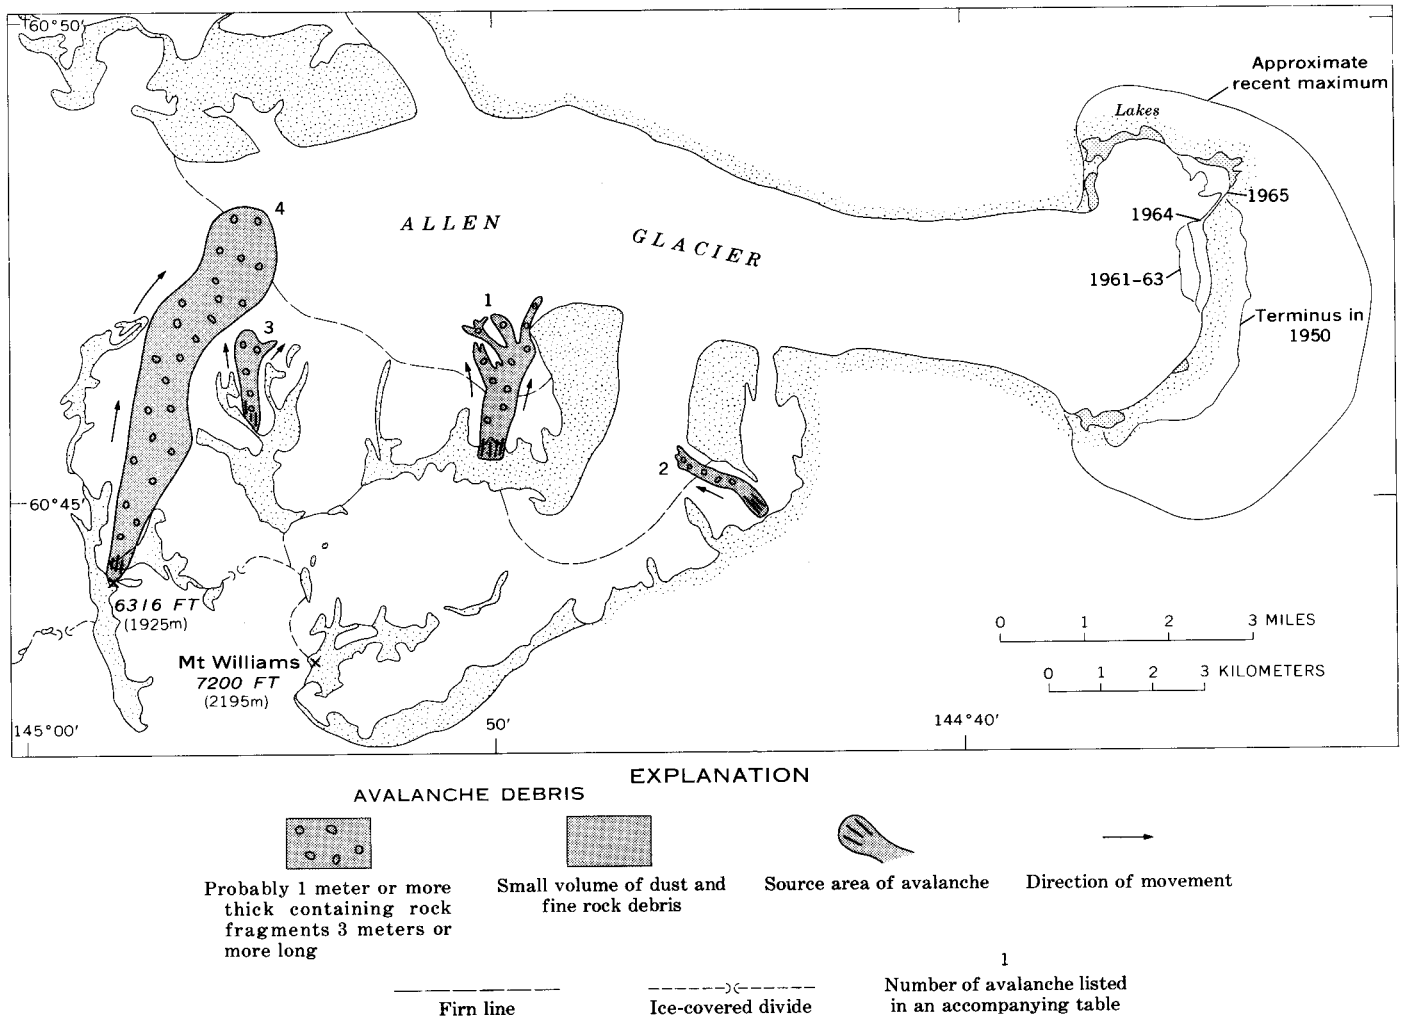 60°50'
Approximate
recent maximum
Lakes
1965
1964
4
ALLEN
GLACIER
1961-63
1
Terminus in
1950
3
2
60°45'
6316 FT
(1925m)
0 1 2 3 MILES
Mt Williams
7200 FT
(2195m)
0 1 2 3 KILOMETERS
145°00' 50' 144°40'
EXPLANATION
AVALANCHE DEBRIS
Probably 1 meter or more
thick containing rock
fragments 3 meters or
more long
Small volume of dust and
fine rock debris
Source area of avalanche
Direction of movement
Firn line
Ice-covered divide
1
Number of avalanche listed
in an accompanying table